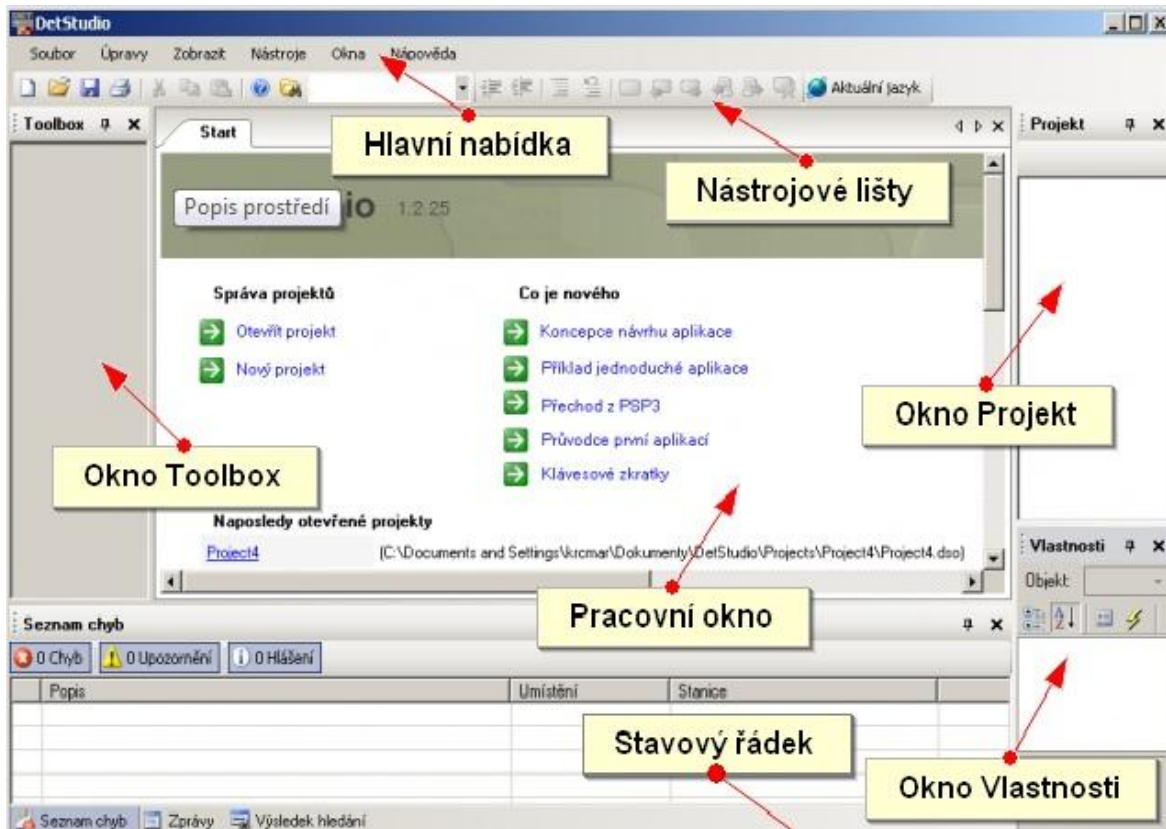 DetStudio
Soubor Úpravy Zobrazit Nástroje Okna Nápověda
Aktuální jazyk
Toolbox
Start
Projekt
Hlavní nabídka
Nástrojové lišty
Popis prostředí
io 1.2.25
Správa projektů
Co je nového
Otevřít projekt
Koncepce návrhu aplikace
Nový projekt
Příklad jednoduché aplikace
Přechod z PSP3
Průvodce první aplikací
Klávesové zkratky
Okno Projekt
Okno Toolbox
Naposledy otevřené projekty
Project4 (C:\Documents and Settings\krcmar\Dokumenty\DetStudio\Projects\Project4\Project4.dso)
Vlastnosti
Objekt:
Pracovní okno
Seznam chyb
0 Chyb 0 Upozornění 0 Hlášení
Popis Umístění Stanice
Stavový řádek
Okno Vlastnosti
Seznam chyb Zprávy Výsledek hledání